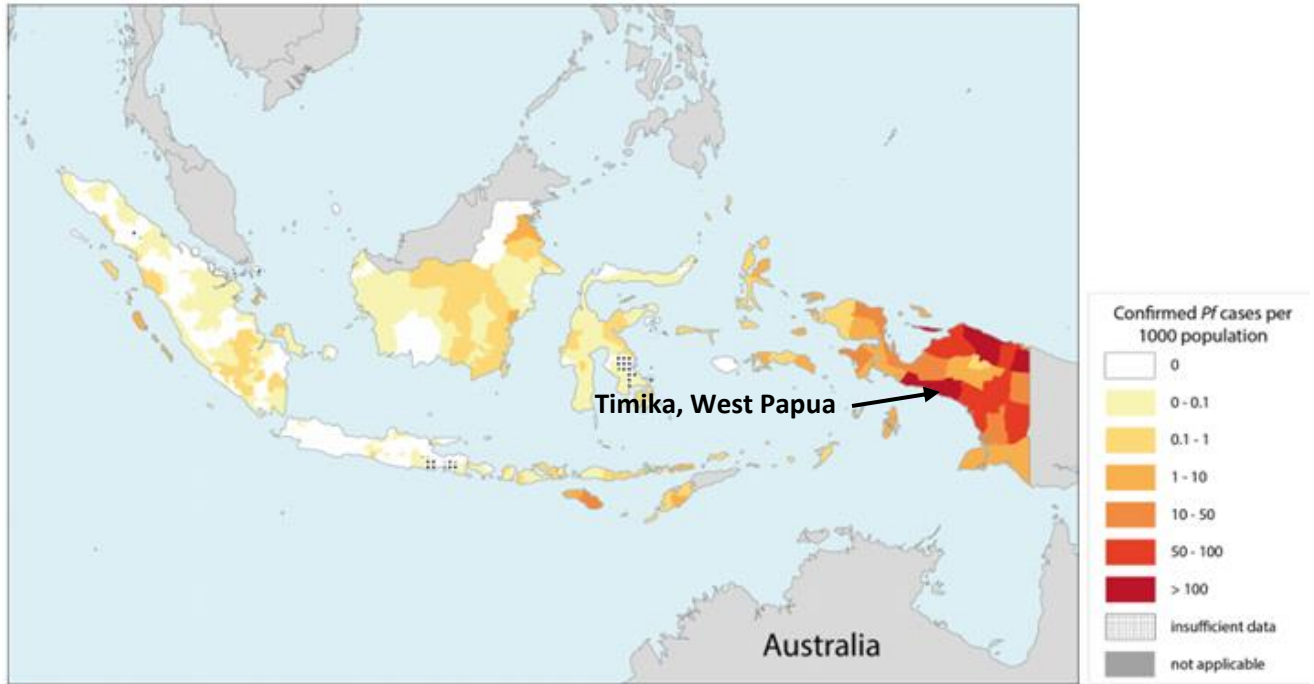 Timika, West Papua
Australia
Confirmed Pf cases per
1000 population
0
0 - 0.1
0.1 - 1
1 - 10
10 - 50
50 - 100
> 100
insufficient data
not applicable